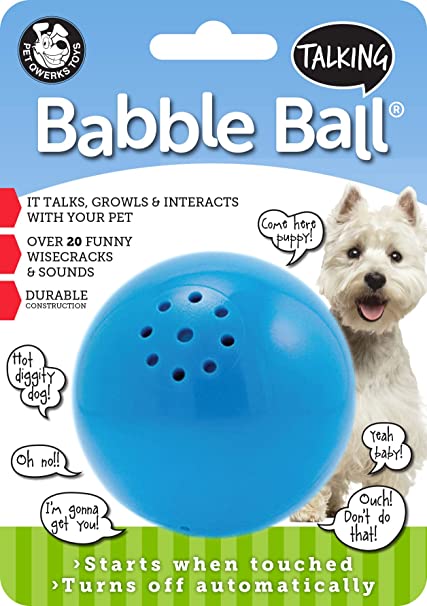 PET QWERKS TOYS
TALKING
Babble Ball®
IT TALKS, GROWLS & INTERACTS
WITH YOUR PET
OVER 20 FUNNY
WISECRACKS
& SOUNDS
DURABLE
CONSTRUCTION
Come here
puppy!
Hot
diggity
dog!
Oh no!!
I'm gonna
get you!
Yeah
baby!
Ouch!
Don't do
that!
›Starts when touched
›Turns off automatically